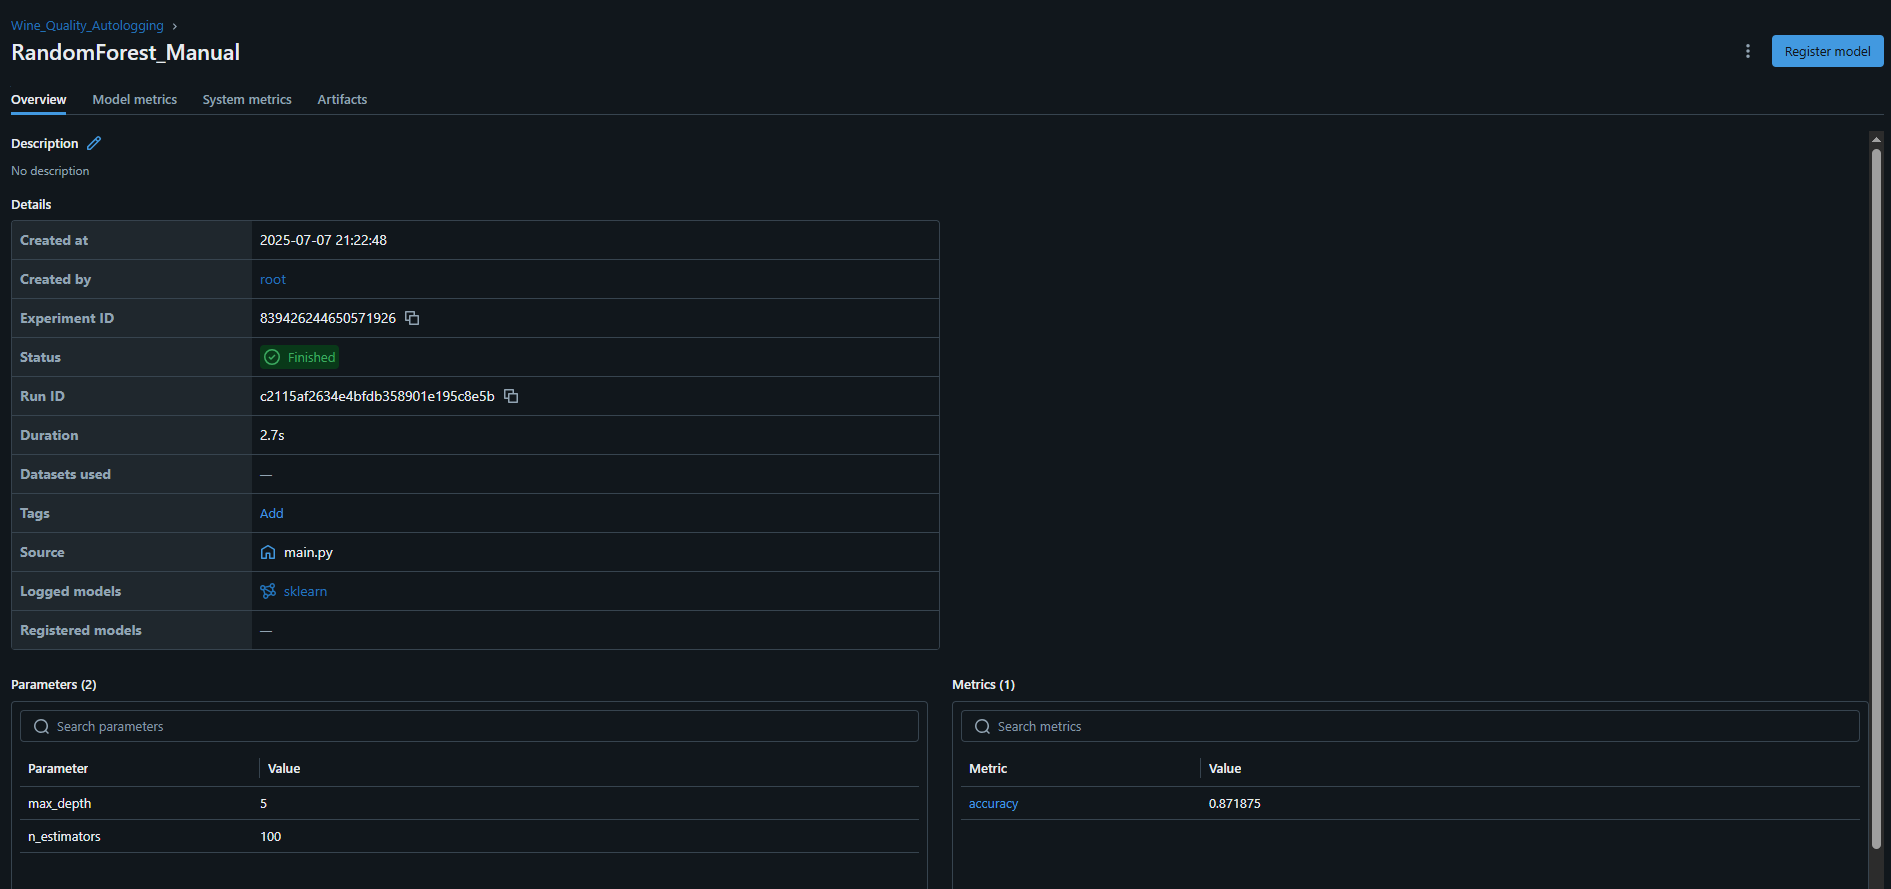 Wine_Quality_Autologging ›
RandomForest_Manual
Register model
Overview Model metrics System metrics Artifacts
Description
No description
Details
Created at 2025-07-07 21:22:48
Created by root
Experiment ID 839426244650571926
Status Finished
Run ID c2115af2634e4bfdb358901e195c8e5b
Duration 2.7s
Datasets used —
Tags Add
Source main.py
Logged models sklearn
Registered models —
Parameters (2)
Search parameters
Parameter Value
max_depth 5
n_estimators 100
Metrics (1)
Search metrics
Metric Value
accuracy 0.871875